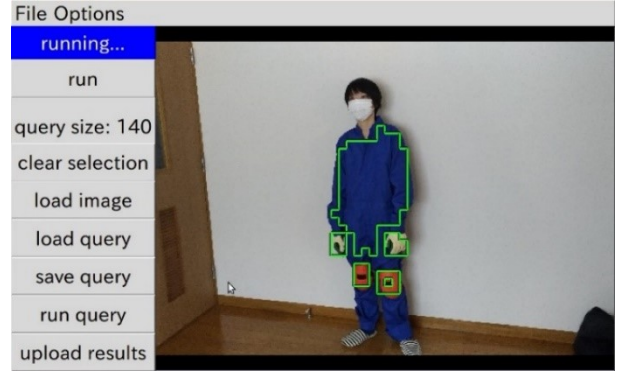 File Options
running...
run
query size: 140
clear selection
load image
load query
save query
run query
upload results